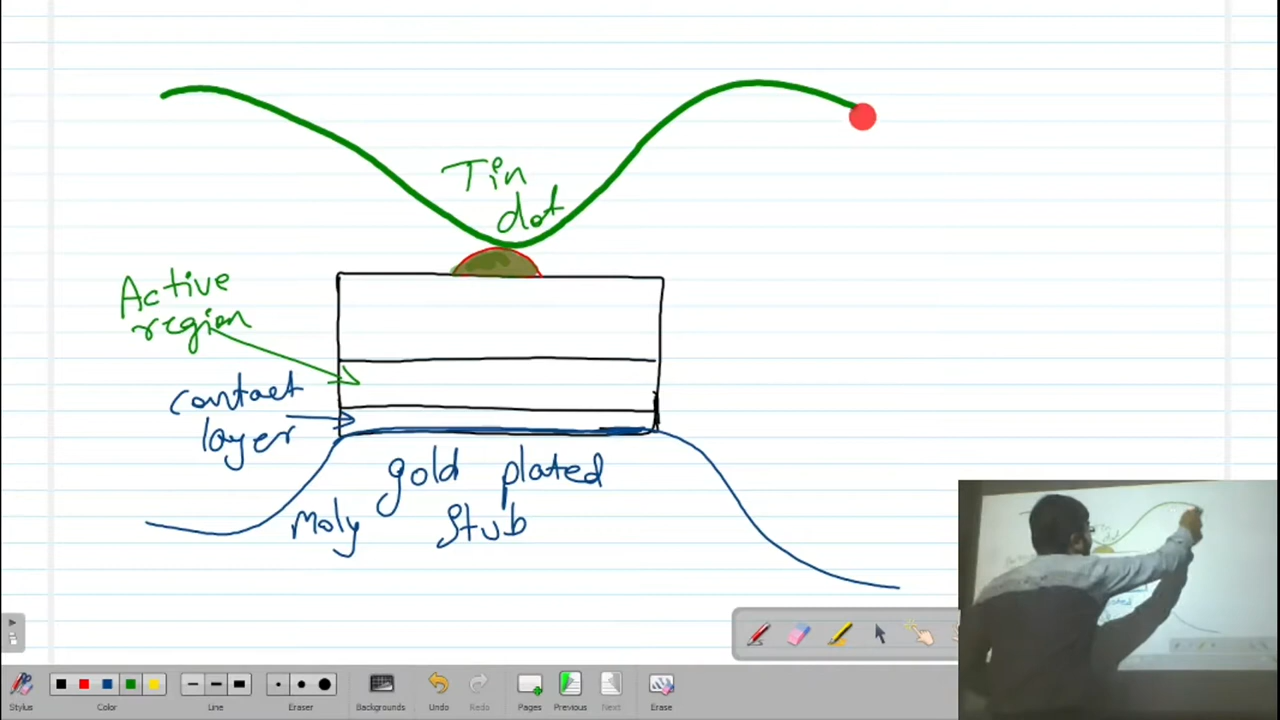 Tin
dot
Active
region
contact
layer
gold plated
Moly Stub
Stylus
Color
Line
Eraser
Backgrounds
Undo
Redo
Pages
Previous
Next
Erase